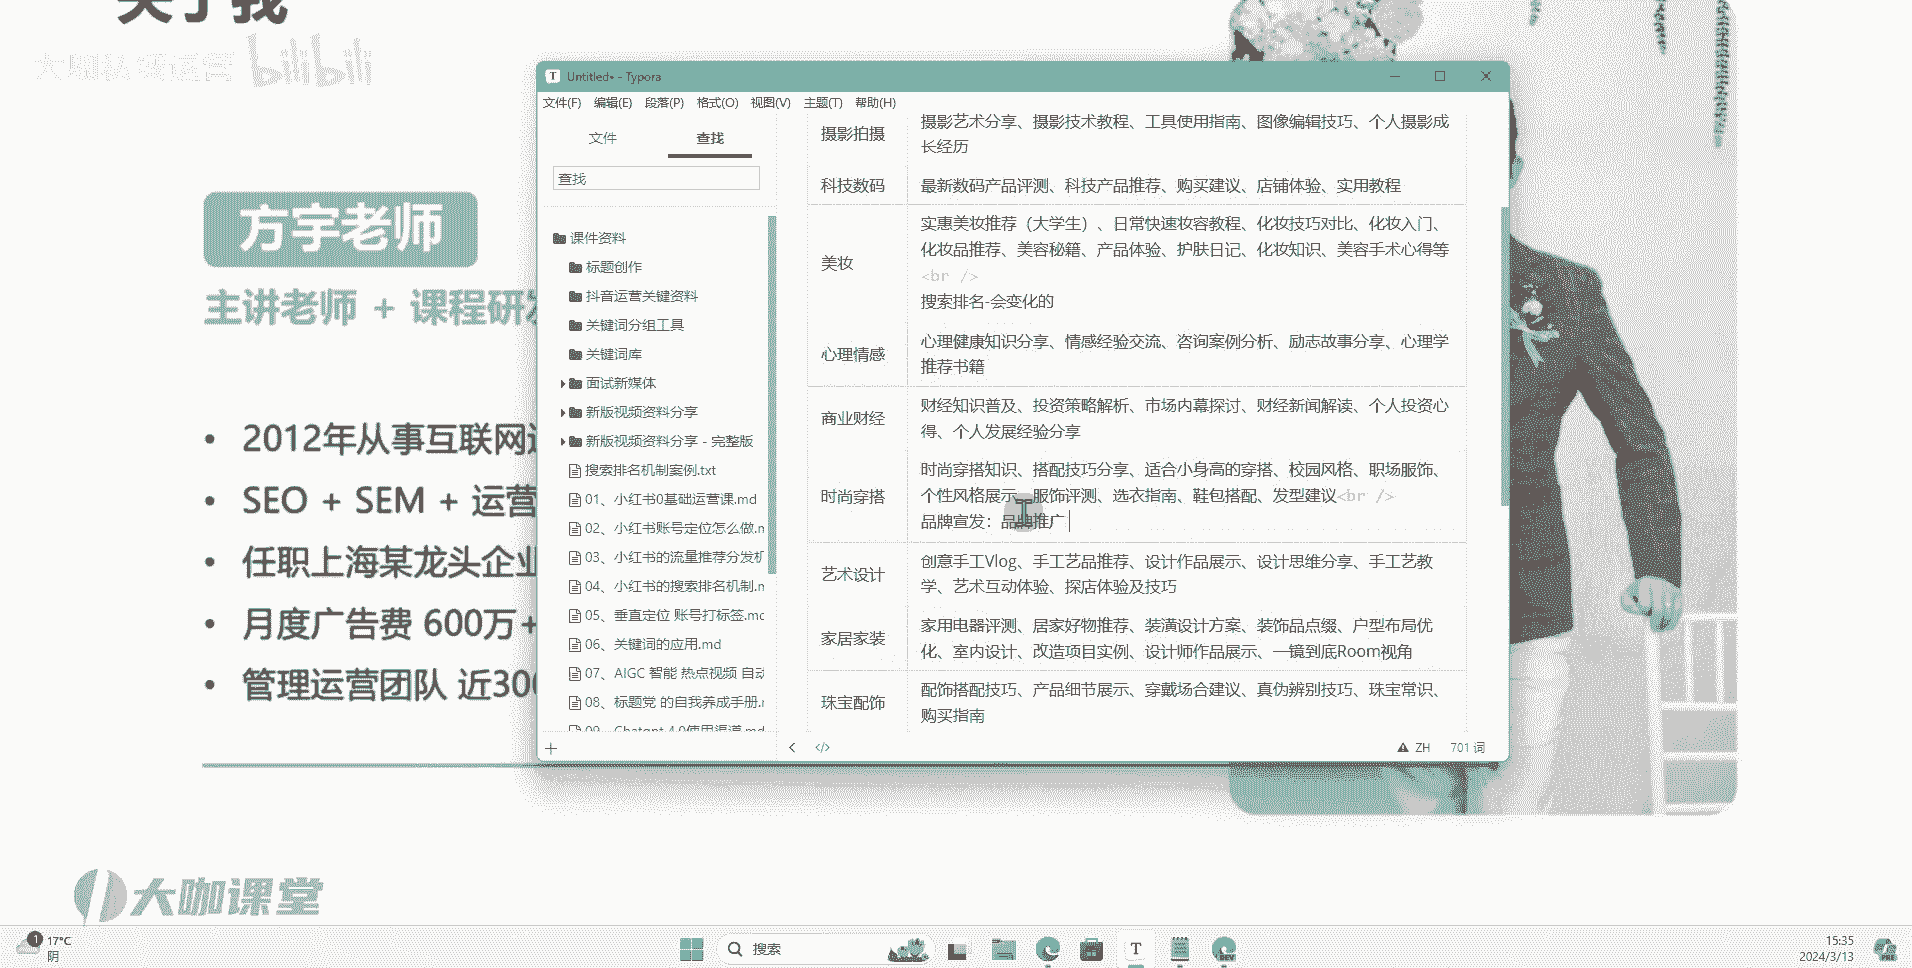 关于我
大咖私域运营 bilibili
方宇老师
主讲老师 + 课程研发
2012年从事互联网运
SEO + SEM + 运营
任职上海某龙头企业
月度广告费 600万+
管理运营团队 近300
大咖课堂
Untitled• - Typora
文件(F) 编辑(E) 段落(P) 格式(O) 视图(V) 主题(T) 帮助(H)
文件 查找
查找
课件资料
标题创作
抖音运营关键资料
关键词分组工具
关键词库
面试新媒体
新版视频资料分享
新版视频资料分享 - 完整版
搜索排名机制案例.txt
01、小红书0基础运营课.md
02、小红书账号定位怎么做.m
03、小红书的流量推荐分发机
04、小红书的搜索排名机制.m
05、垂直定位 账号打标签.mc
06、关键词的应用.md
07、AIGC 智能 热点视频 自动
08、标题党 的自我养成手册.r
09、Chatgpt 4.0使用渠道.md
摄影拍摄
摄影艺术分享、摄影技术教程、工具使用指南、图像编辑技巧、个人摄影成
长经历
科技数码
最新数码产品评测、科技产品推荐、购买建议、店铺体验、实用教程
美妆
实惠美妆推荐（大学生）、日常快速妆容教程、化妆技巧对比、化妆入门、
化妆品推荐、美容秘籍、产品体验、护肤日记、化妆知识、美容手术心得等
<br />
搜索排名-会变化的
心理情感
心理健康知识分享、情感经验交流、咨询案例分析、励志故事分享、心理学
推荐书籍
商业财经
财经知识普及、投资策略解析、市场内幕探讨、财经新闻解读、个人投资心
得、个人发展经验分享
时尚穿搭
时尚穿搭知识、搭配技巧分享、适合小身高的穿搭、校园风格、职场服饰、
个性风格展示、服饰评测、选衣指南、鞋包搭配、发型建议<br />
品牌宣发：品牌推广
艺术设计
创意手工Vlog、手工艺品推荐、设计作品展示、设计思维分享、手工艺教
学、艺术互动体验、探店体验及技巧
家居家装
家用电器评测、居家好物推荐、装潢设计方案、装饰品点缀、户型布局优
化、室内设计、改造项目实例、设计师作品展示、一镜到底Room视角
珠宝配饰
配饰搭配技巧、产品细节展示、穿戴场合建议、真伪辨别技巧、珠宝常识、
购买指南
ZH 701 词
1 17°C
阴
搜索
15:35
2024/3/13